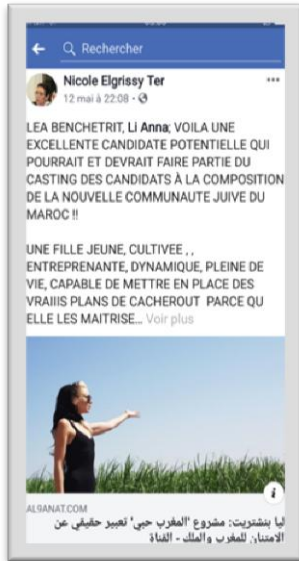 Rechercher
Nicole Elgrissy Ter
12 mai à 22:08 ·
LEA BENCHETRIT, Li Anna; VOILA UNE
EXCELLENTE CANDIDATE POTENTIELLE QUI
POURRAIT ET DEVRAIT FAIRE PARTIE DU
CASTING DES CANDIDATS À LA COMPOSITION
DE LA NOUVELLE COMMUNAUTE JUIVE DU
MAROC !!
UNE FILLE JEUNE, CULTIVEE , ,
ENTREPRENANTE, DYNAMIQUE, PLEINE DE
VIE, CAPABLE DE METTRE EN PLACE DES
VRAIIIS PLANS DE CACHEROUT PARCE QU
ELLE LES MAITRISE... Voir plus
AL9ANAT.COM
ليا بنشتريت: مشروع "المغرب حبي" تعبير حقيقي عن
الامتنان للمغرب والملك - القناة